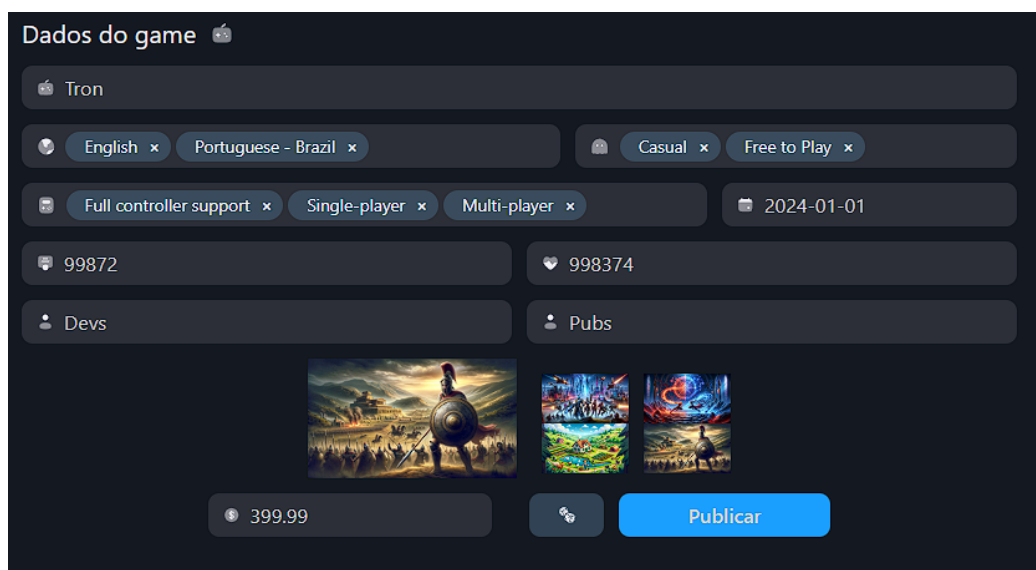 Dados do game
Tron
English × Portuguese - Brazil × Casual × Free to Play ×
Full controller support × Single-player × Multi-player × 2024-01-01
99872 998374
Devs Pubs
399.99 Publicar